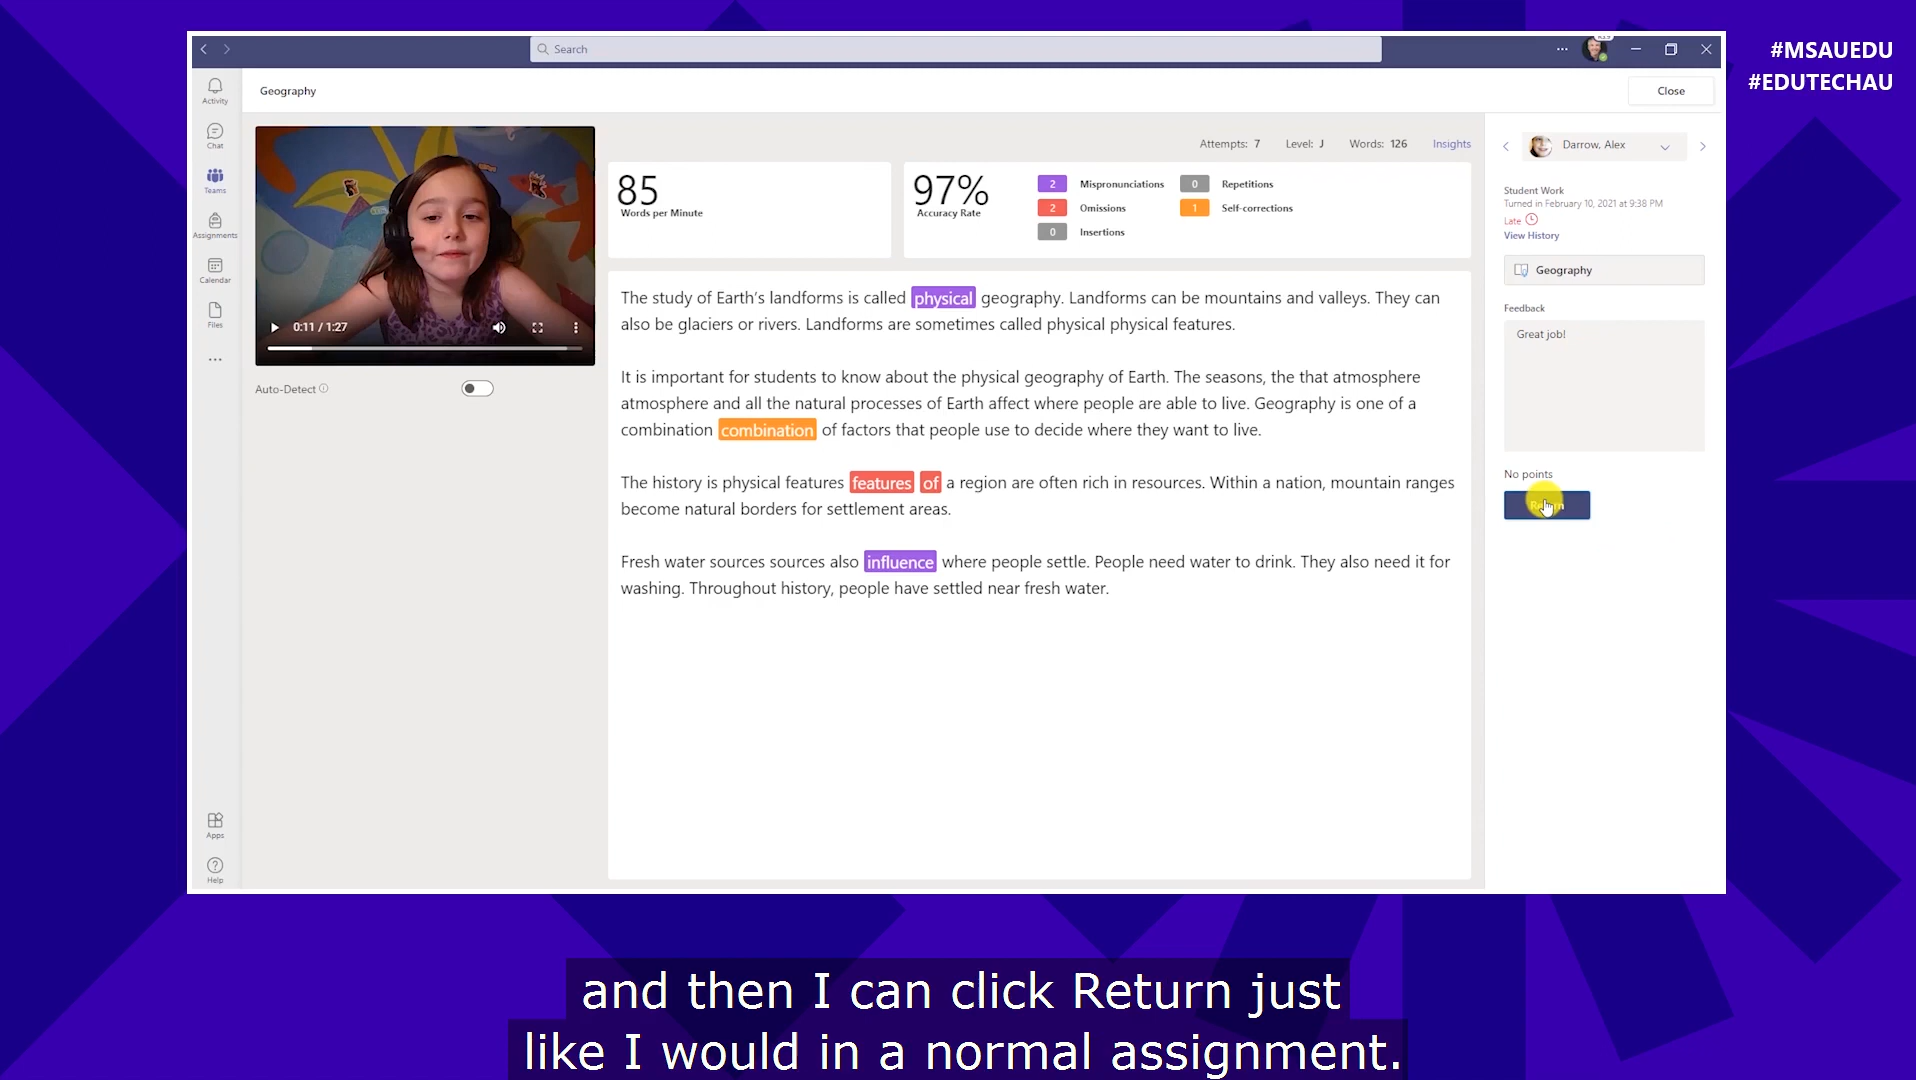 #MSAUEDU
#EDUTECHAU
Search
Activity
Chat
Teams
Assignments
Calendar
Files
Apps
Help
Geography
Close
0:11 / 1:27
Auto-Detect
Attempts: 7 Level: J Words: 126 Insights
85
Words per Minute
97%
Accuracy Rate
2 Mispronunciations
2 Omissions
0 Insertions
0 Repetitions
1 Self-corrections
The study of Earth's landforms is called physical geography. Landforms can be mountains and valleys. They can
also be glaciers or rivers. Landforms are sometimes called physical physical features.
It is important for students to know about the physical geography of Earth. The seasons, the that atmosphere
atmosphere and all the natural processes of Earth affect where people are able to live. Geography is one of a
combination combination of factors that people use to decide where they want to live.
The history is physical features features of a region are often rich in resources. Within a nation, mountain ranges
become natural borders for settlement areas.
Fresh water sources sources also influence where people settle. People need water to drink. They also need it for
washing. Throughout history, people have settled near fresh water.
Darrow, Alex
Student Work
Turned in February 10, 2021 at 9:38 PM
Late
View History
Geography
Feedback
Great job!
No points
Return
and then I can click Return just
like I would in a normal assignment.